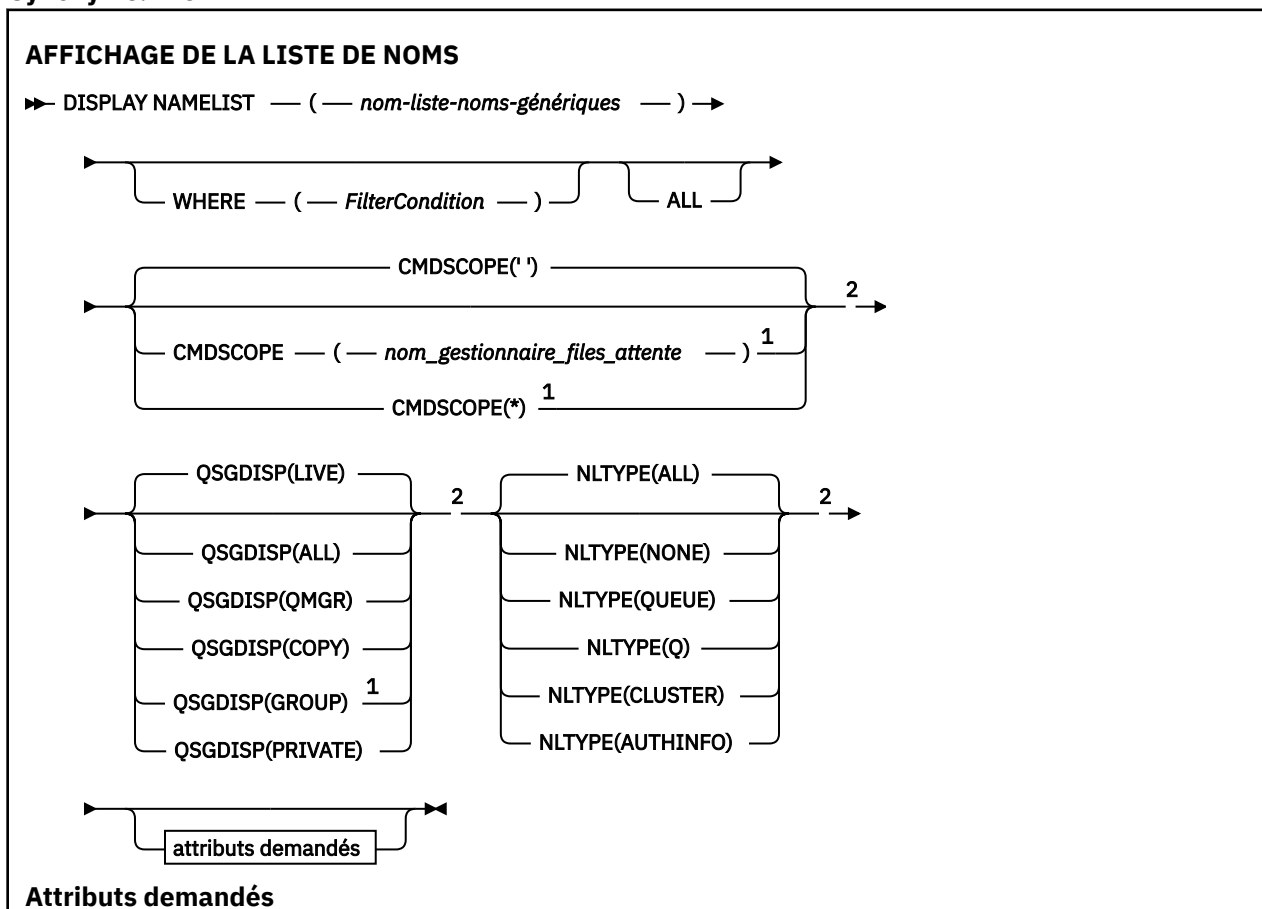 AFFICHAGE DE LA LISTE DE NOMS
DISPLAY NAMELIST ( nom-liste-noms-génériques )
WHERE ( FilterCondition ) ALL
CMDSCOPE(' ')
2
CMDSCOPE ( nom_gestionnaire_files_attente ) 1
CMDSCOPE(*) 1
QSGDISP(LIVE) NLTYPE(ALL)
2 2
QSGDISP(ALL) NLTYPE(NONE)
QSGDISP(QMGR) NLTYPE(QUEUE)
QSGDISP(COPY) NLTYPE(Q)
QSGDISP(GROUP) 1 NLTYPE(CLUSTER)
QSGDISP(PRIVATE) NLTYPE(AUTHINFO)
attributs demandés
Attributs demandés